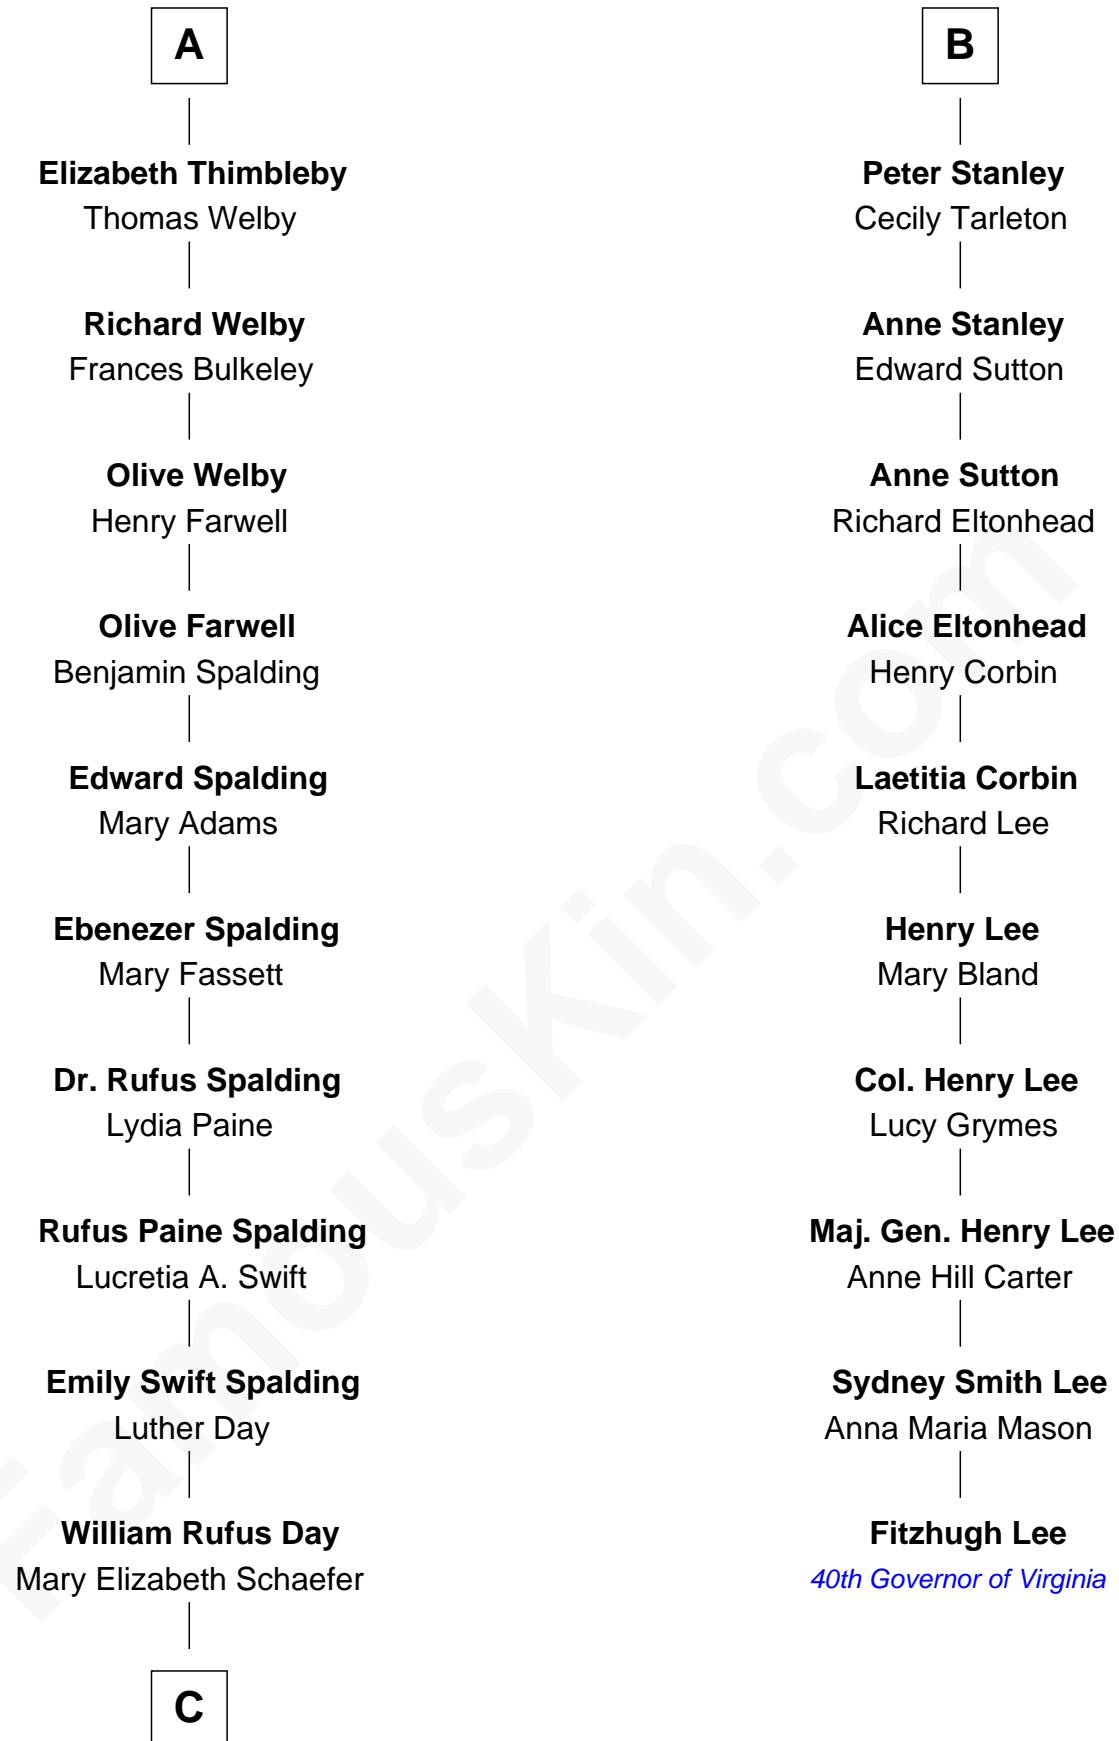 A
Elizabeth Thimbleby
Thomas Welby
Richard Welby
Frances Bulkeley
Olive Welby
Henry Farwell
Olive Farwell
Benjamin Spalding
Edward Spalding
Mary Adams
Ebenezer Spalding
Mary Fassett
Dr. Rufus Spalding
Lydia Paine
Rufus Paine Spalding
Lucretia A. Swift
Emily Swift Spalding
Luther Day
William Rufus Day
Mary Elizabeth Schaefer
C
B
Peter Stanley
Cecily Tarleton
Anne Stanley
Edward Sutton
Anne Sutton
Richard Eltonhead
Alice Eltonhead
Henry Corbin
Laetitia Corbin
Richard Lee
Henry Lee
Mary Bland
Col. Henry Lee
Lucy Grymes
Maj. Gen. Henry Lee
Anne Hill Carter
Sydney Smith Lee
Anna Maria Mason
Fitzhugh Lee
40th Governor of Virginia
FamousKin.com